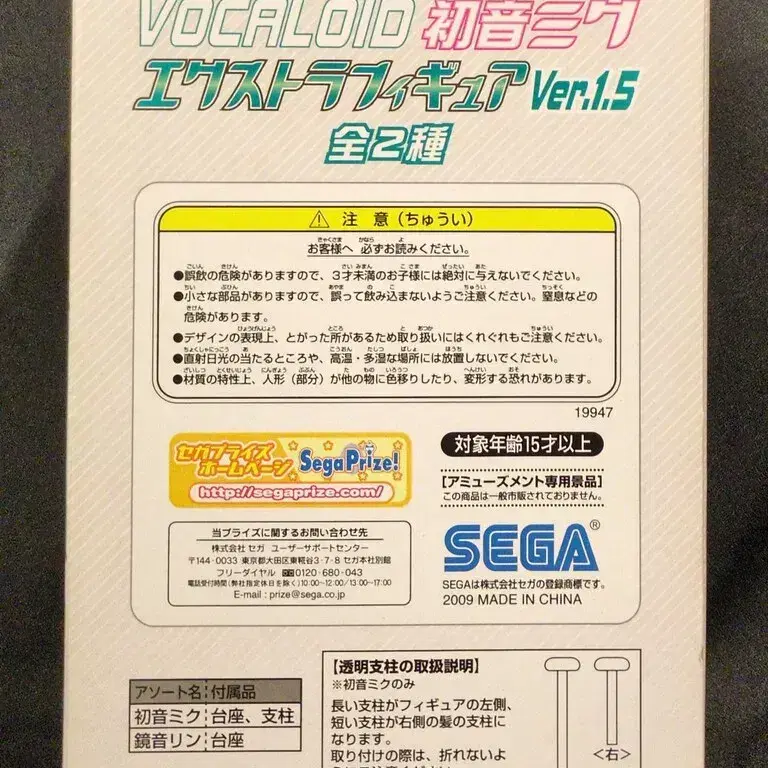 VOCALOID 初音ミク
エクストラフィギュア Ver.1.5
全2種
⚠ 注 意(ちゅうい)
お客様へ 必ずお読みください。
●誤飲の危険がありますので、3才未満のお子様には絶対に与えないでください。
●小さな部品がありますので、誤って飲み込まないようご注意ください。窒息などの
危険があります。
●デザインの表現上、とがった所があるため取り扱いにはくれぐれもご注意ください。
●直射日光の当たるところや、高温・多湿な場所には放置しないでください。
●材質の特性上、人形(部分)が他の物に色移りしたり、変形する恐れがあります。
19947
セガプライズ
ホームページ
SegaPrize!
http://segaprize.com/
対象年齢15才以上
【アミューズメント専用景品】
この商品は一般市販されておりません。
当プライズに関するお問い合わせ先
株式会社 セガ ユーザーサポートセンター
〒144-0033 東京都大田区東糀谷3-7-8 セガ本社別館
フリーダイヤル 0120-680-043
電話受付時間(弊社指定休日を除く)10:00~12:00/13:00~17:00
E-mail : prize@sega.co.jp
SEGA®
SEGAは株式会社セガの登録商標です。
2009 MADE IN CHINA
アソート名 付属品
初音ミク 台座、支柱
鏡音リン 台座
【透明支柱の取扱説明】
※初音ミクのみ
長い支柱がフィギュアの左側、
短い支柱が右側の髪の支柱に
なります。
取り付けの際は、折れないよ
<右>